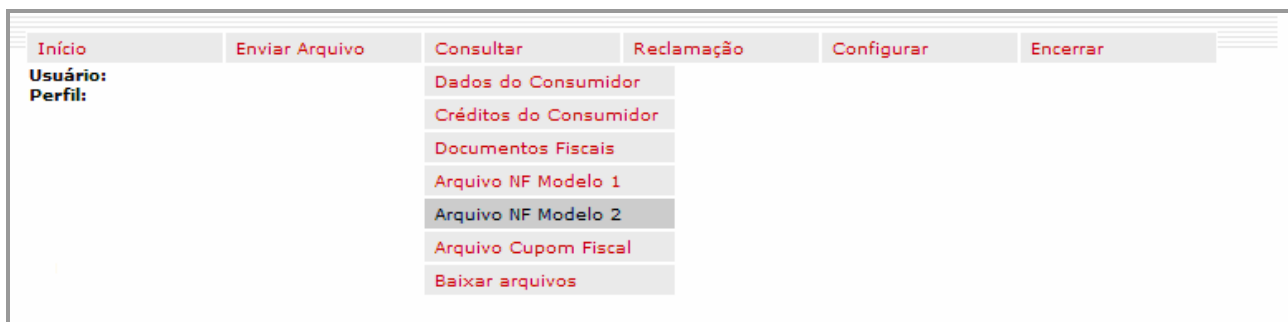 Início Enviar Arquivo Consultar Reclamação Configurar Encerrar
Usuário:
Perfil:
Dados do Consumidor
Créditos do Consumidor
Documentos Fiscais
Arquivo NF Modelo 1
Arquivo NF Modelo 2
Arquivo Cupom Fiscal
Baixar arquivos